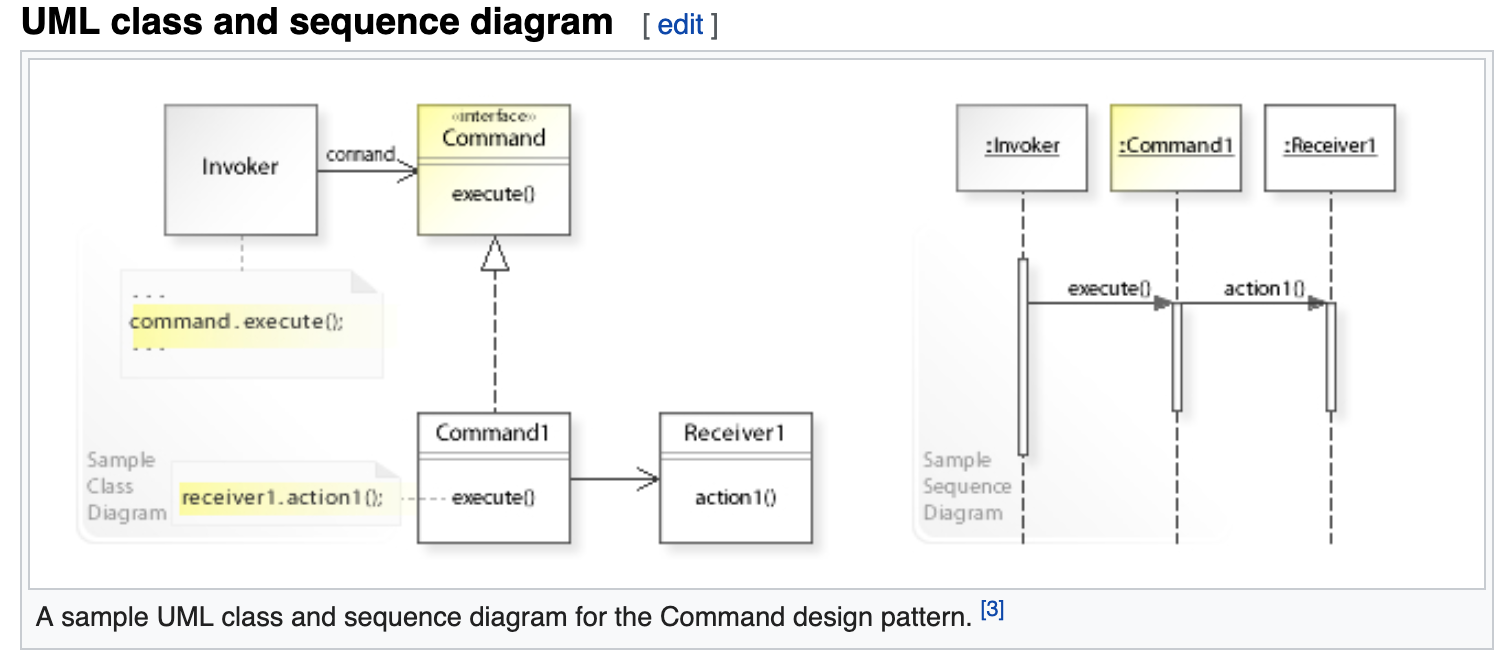 UML class and sequence diagram [ edit ]
Invoker
command
«interface»
Command
execute()
. . .
command.execute();
. . .
Command1
execute()
Receiver1
action1()
receiver1.action1();
Sample
Class
Diagram
:Invoker
:Command1
:Receiver1
execute()
action1()
Sample
Sequence
Diagram
A sample UML class and sequence diagram for the Command design pattern. [3]